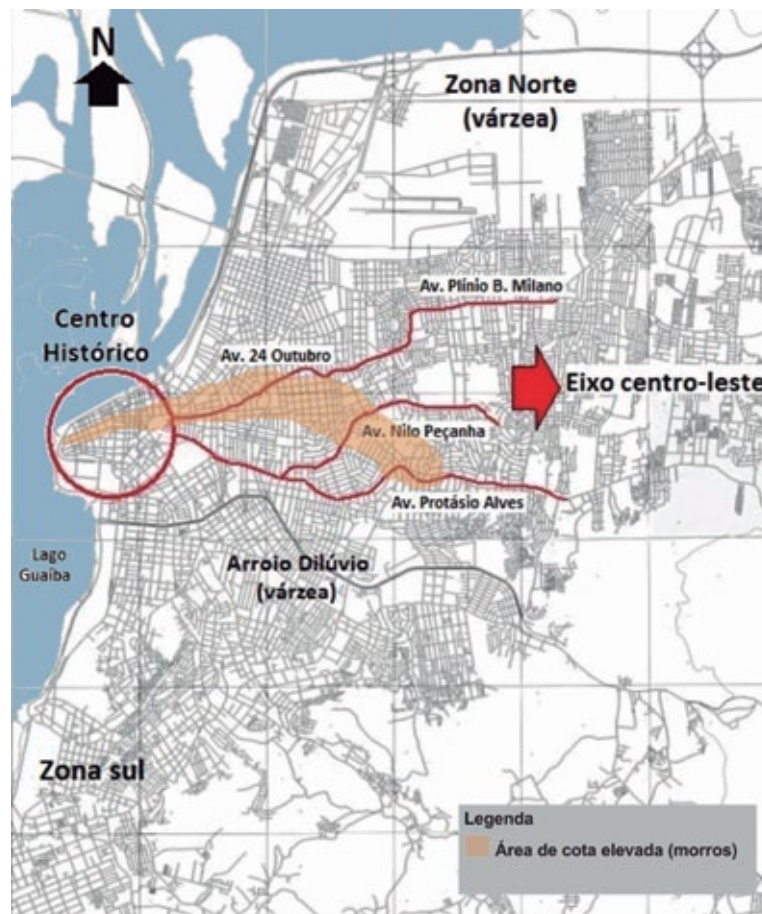 N
Zona Norte
(várzea)
Av. Plínio B. Milano
Centro
Histórico
Av. 24 Outubro
Eixo centro-leste
Av. Nilo Peçanha
Av. Protásio Alves
Lago
Guaíba
Arroio Dilúvio
(várzea)
Zona sul
Legenda
Área de cota elevada (morros)